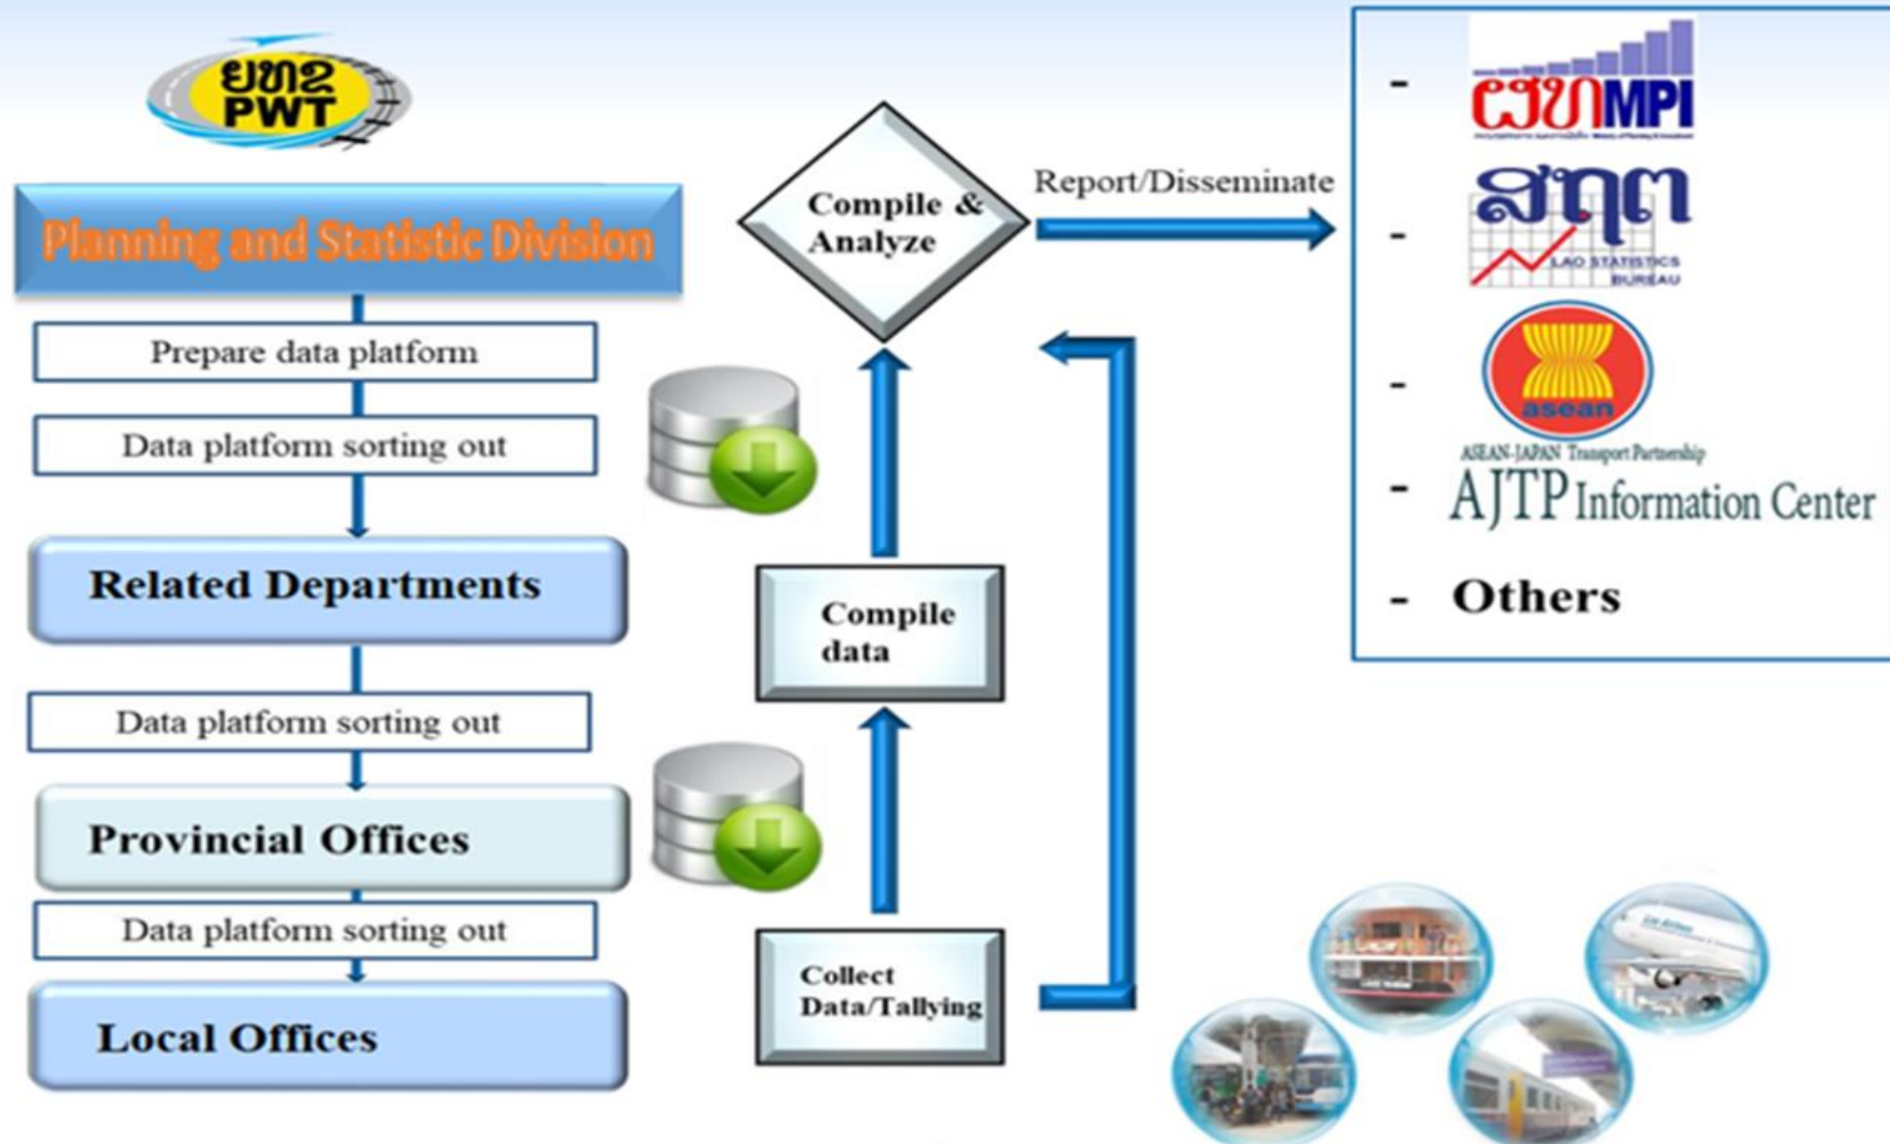 ຍທຂ
PWT
Planning and Statistic Division
Prepare data platform
Data platform sorting out
Related Departments
Data platform sorting out
Provincial Offices
Data platform sorting out
Local Offices
Compile &
Analyze
Compile
data
Collect
Data/Tallying
Report/Disseminate
- ຜທMPI
- ສຖຕ
LAO STATISTICS
BUREAU
-
asean
ASEAN-JAPAN Transport Partnership
- AJTP Information Center
- Others